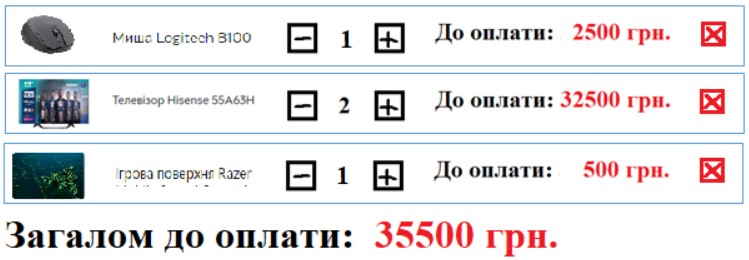 Миша Logitech B100 − 1 + До оплати: 2500 грн.
Телевізор Hisense 55A63H − 2 + До оплати: 32500 грн.
Ігрова поверхня Razer − 1 + До оплати: 500 грн.
Загалом до оплати: 35500 грн.